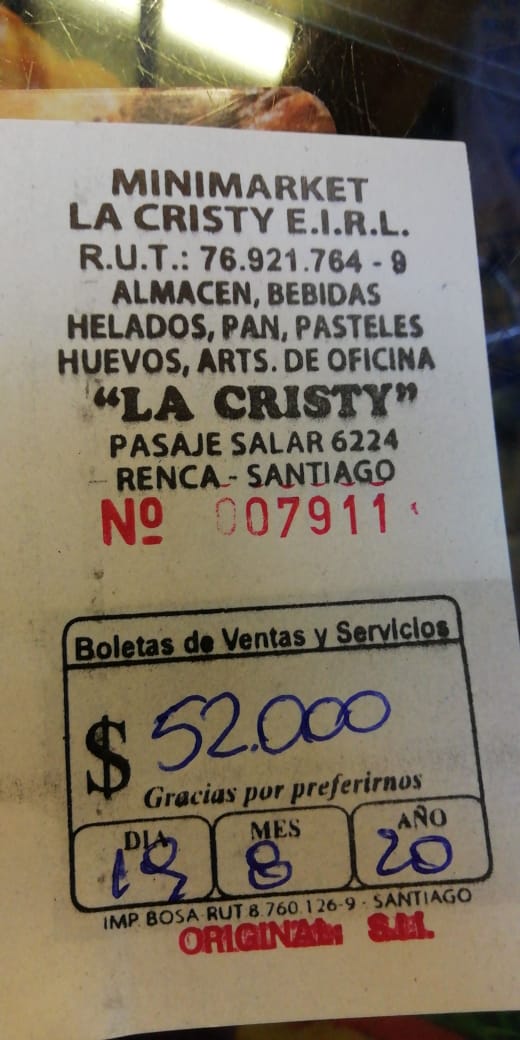 MINIMARKET
LA CRISTY E.I.R.L.
R.U.T.: 76.921.764 - 9
ALMACEN, BEBIDAS
HELADOS, PAN, PASTELES
HUEVOS, ARTS. DE OFICINA
“LA CRISTY”
PASAJE SALAR 6224
RENCA - SANTIAGO
Nº 007911
Boletas de Ventas y Servicios
$ 52.000
Gracias por preferirnos
DIA MES AÑO
19 8 20
IMP. BOSA RUT 8.760.126-9 - SANTIAGO
ORIGINAL: S.I.I.